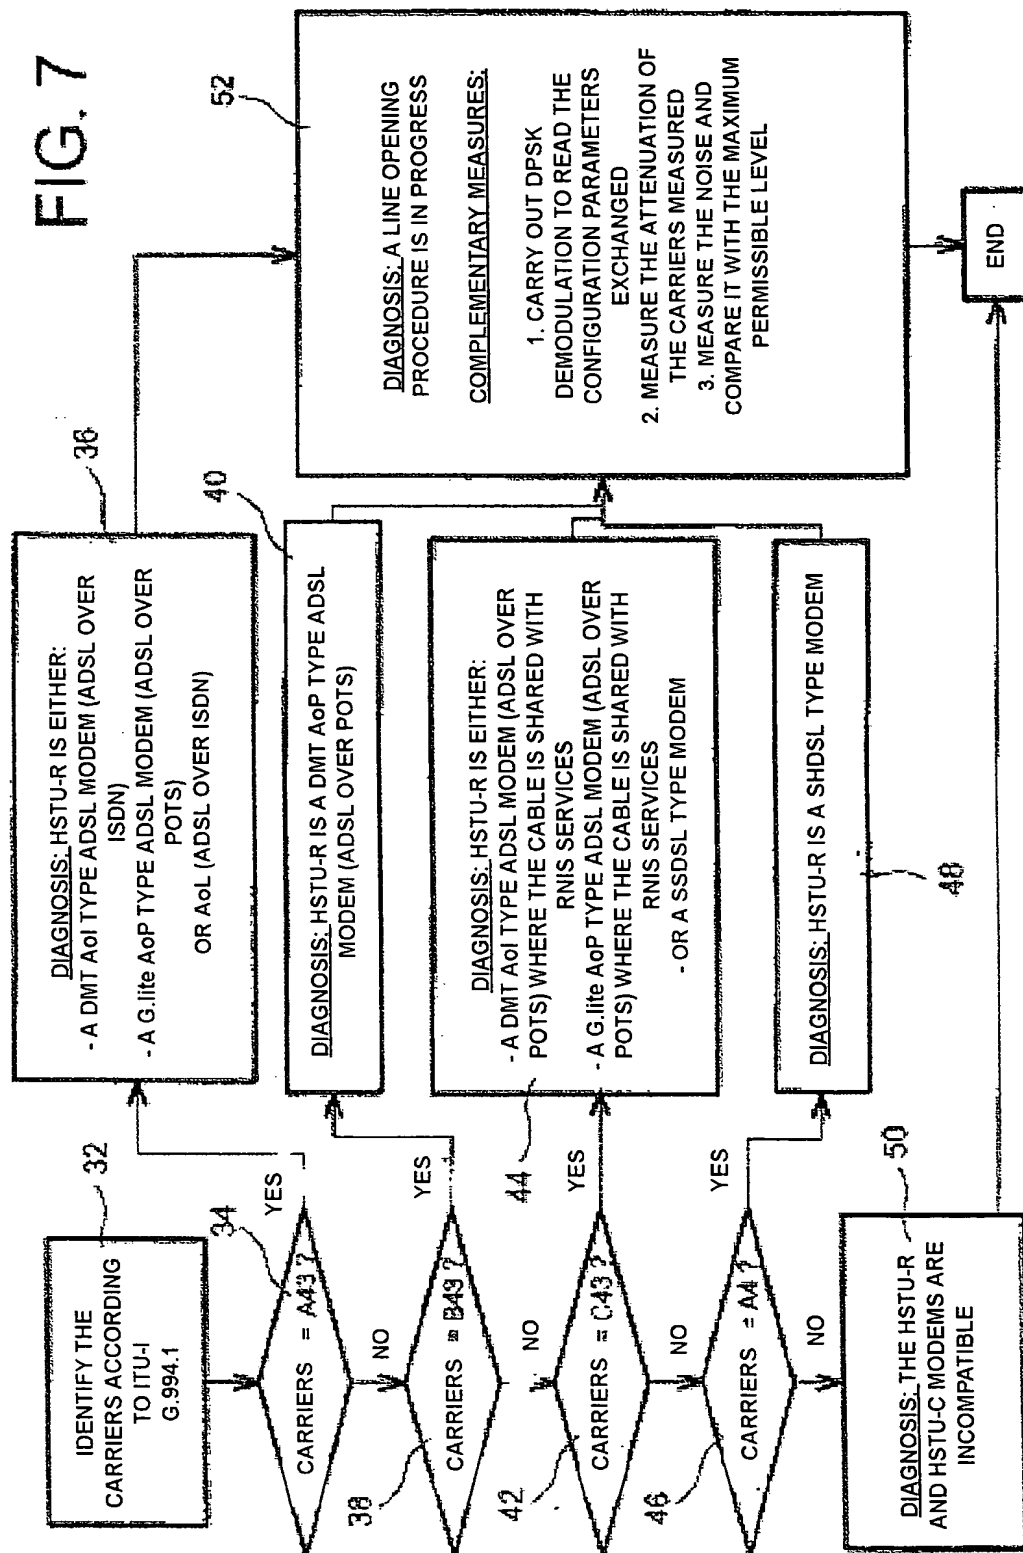 FIG. 7
32
IDENTIFY THE
CARRIERS ACCORDING
TO ITU-I
G.994.1
34
CARRIERS = A43 ?
YES
NO
36
DIAGNOSIS: HSTU-R IS EITHER:
- A DMT AoI TYPE ADSL MODEM (ADSL OVER
ISDN)
- A G.lite AoP TYPE ADSL MODEM (ADSL OVER
POTS)
OR AoL (ADSL OVER ISDN)
38
CARRIERS = B43 ?
YES
NO
40
DIAGNOSIS: HSTU-R IS A DMT AoP TYPE ADSL
MODEM (ADSL OVER POTS)
42
CARRIERS = C43 ?
YES
NO
44
DIAGNOSIS: HSTU-R IS EITHER:
- A DMT AoI TYPE ADSL MODEM (ADSL OVER
POTS) WHERE THE CABLE IS SHARED WITH
RNIS SERVICES
- A G.lite AoP TYPE ADSL MODEM (ADSL OVER
POTS) WHERE THE CABLE IS SHARED WITH
RNIS SERVICES
- OR A SSDSL TYPE MODEM
46
CARRIERS = A4 ?
YES
NO
48
DIAGNOSIS: HSTU-R IS A SHDSL TYPE MODEM
50
DIAGNOSIS: THE HSTU-R
AND HSTU-C MODEMS ARE
INCOMPATIBLE
52
DIAGNOSIS: A LINE OPENING
PROCEDURE IS IN PROGRESS
COMPLEMENTARY MEASURES:
1. CARRY OUT DPSK
DEMODULATION TO READ THE
CONFIGURATION PARAMETERS
EXCHANGED
2. MEASURE THE ATTENUATION OF
THE CARRIERS MEASURED
3. MEASURE THE NOISE AND
COMPARE IT WITH THE MAXIMUM
PERMISSIBLE LEVEL
END